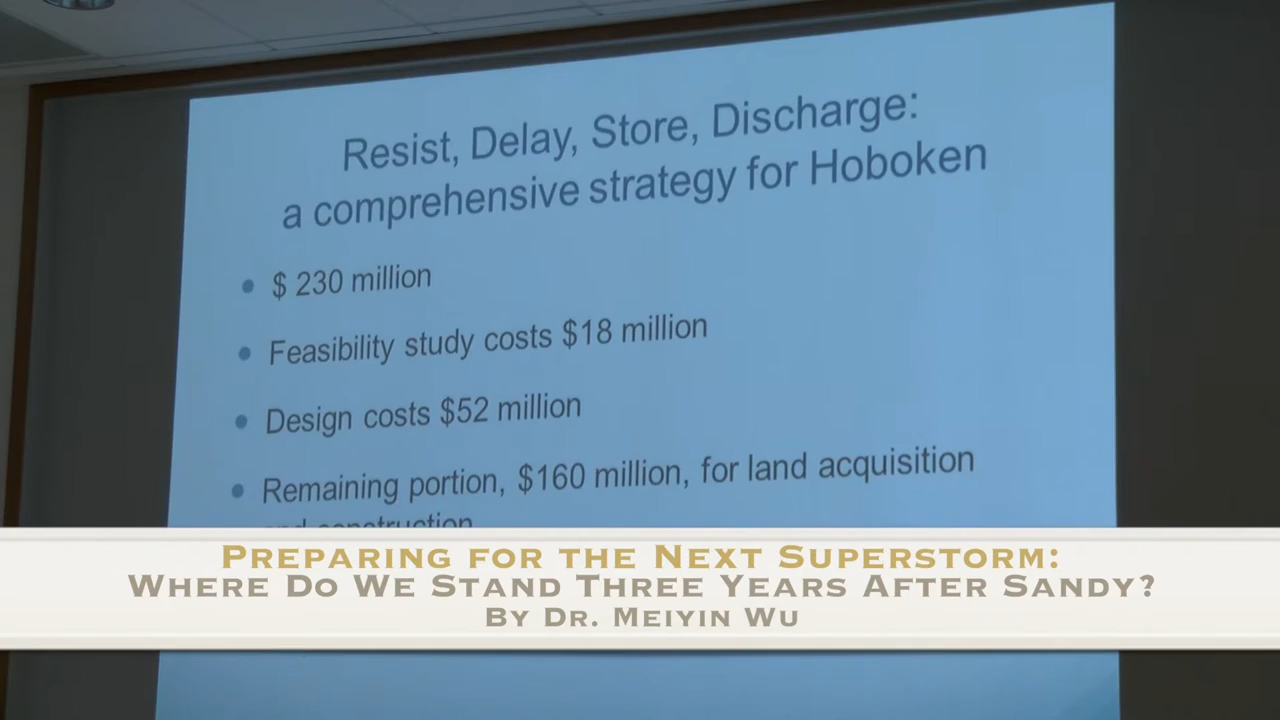 Resist, Delay, Store, Discharge:
a comprehensive strategy for Hoboken
• $ 230 million
• Feasibility study costs $18 million
• Design costs $52 million
• Remaining portion, $160 million, for land acquisition
and construction
Preparing for the Next Superstorm:
Where Do We Stand Three Years After Sandy?
By Dr. Meiyin Wu